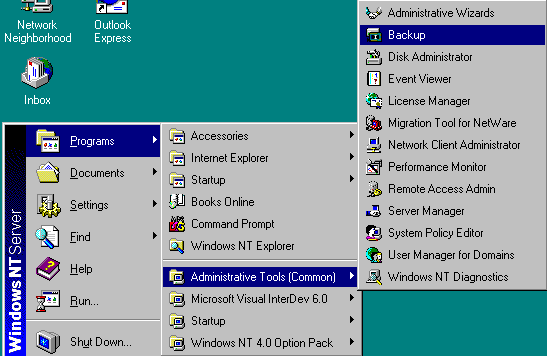 Network
Neighborhood
Outlook
Express
Inbox
Windows NT Server
Programs
Documents
Settings
Find
Help
Run...
Shut Down...
Accessories
Internet Explorer
Startup
Books Online
Command Prompt
Windows NT Explorer
Administrative Tools (Common)
Microsoft Visual InterDev 6.0
Startup
Windows NT 4.0 Option Pack
Administrative Wizards
Backup
Disk Administrator
Event Viewer
License Manager
Migration Tool for NetWare
Network Client Administrator
Performance Monitor
Remote Access Admin
Server Manager
System Policy Editor
User Manager for Domains
Windows NT Diagnostics